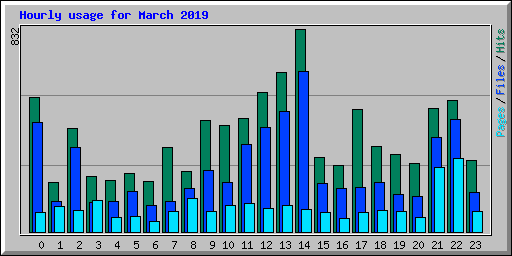 Hourly usage for March 2019
832
Pages/Files/Hits
0 1 2 3 4 5 6 7 8 9 10 11 12 13 14 15 16 17 18 19 20 21 22 23